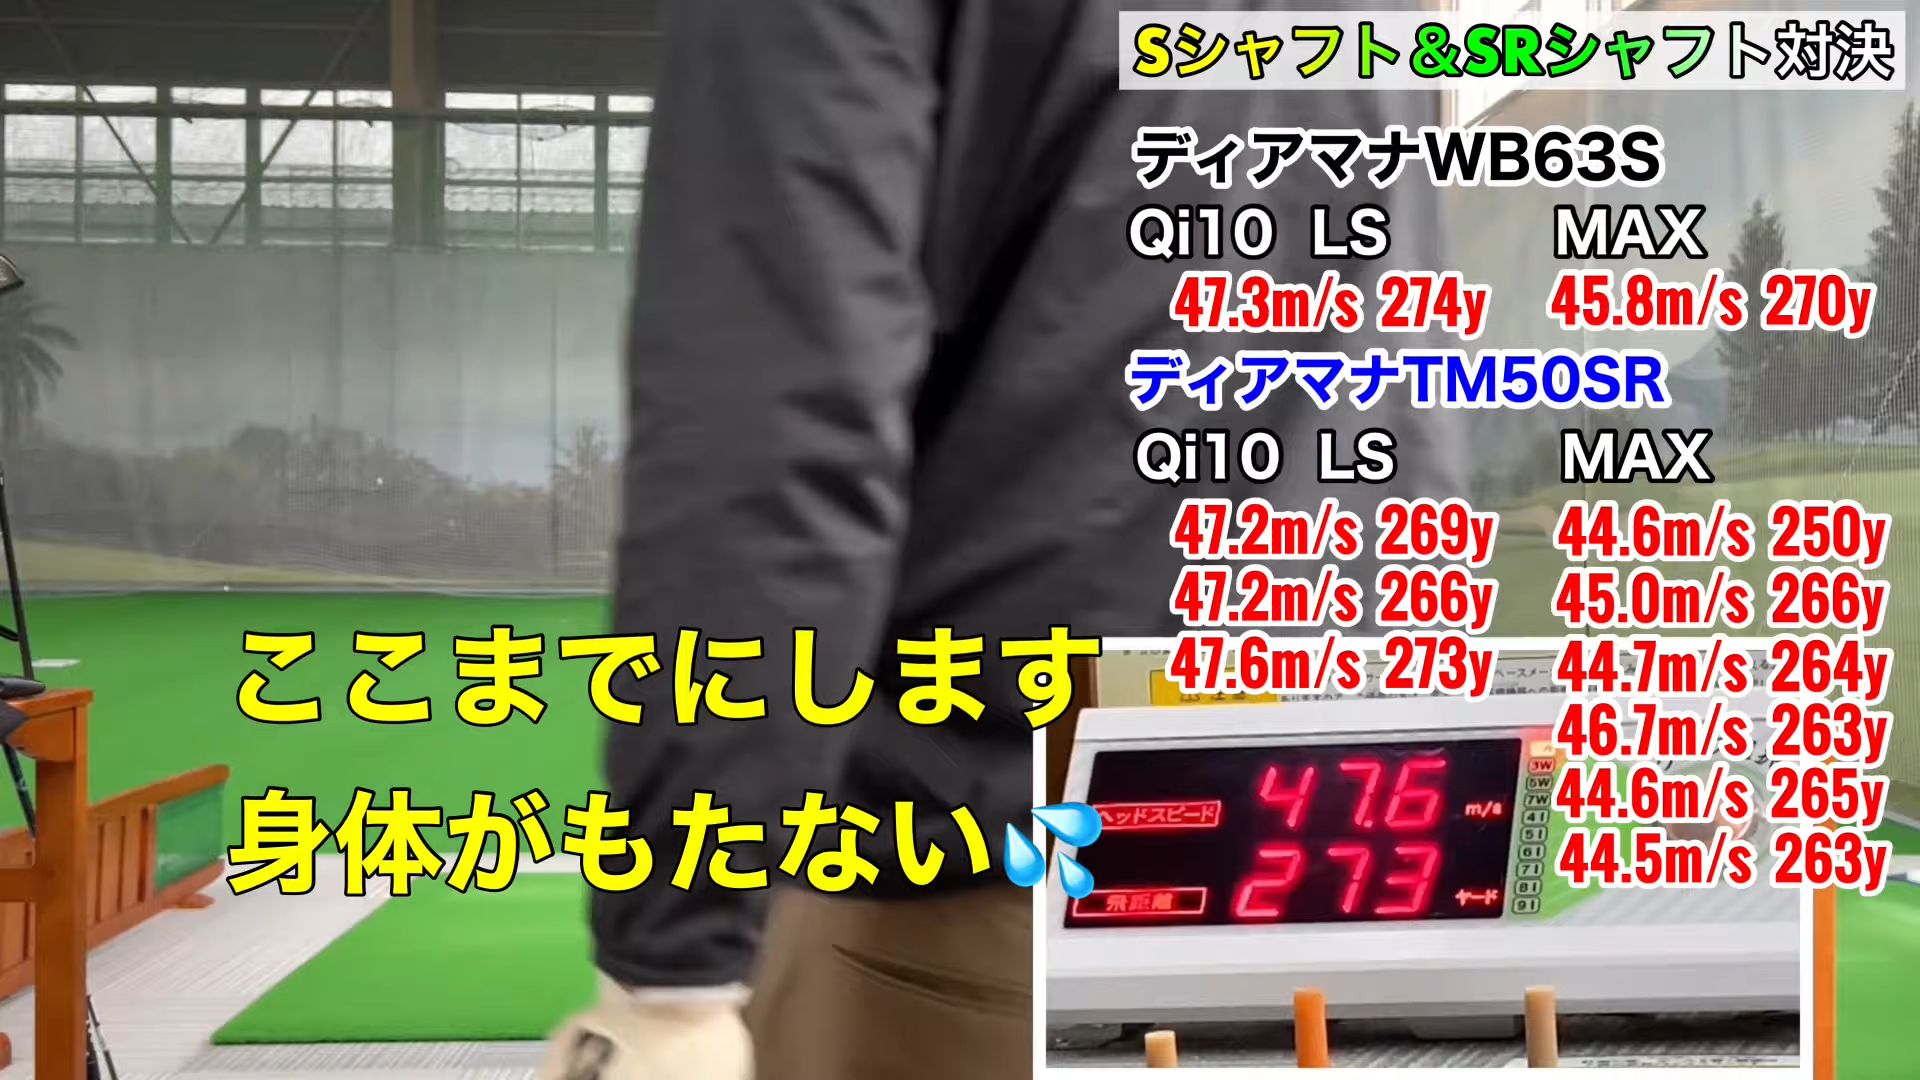 Sシャフト&SRシャフト対決
ディアマナWB63S
Qi10 LS MAX
47.3m/s 274y 45.8m/s 270y
ディアマナTM50SR
Qi10 LS MAX
47.2m/s 269y 44.6m/s 250y
47.2m/s 266y 45.0m/s 266y
47.6m/s 273y 44.7m/s 264y
46.7m/s 263y
44.6m/s 265y
44.5m/s 263y
ここまでにします
身体がもたない💦
ヘッドスピード 47.6 m/s
飛距離 273 ヤード
3W
5W
7W
4I
5I
6I
7I
8I
9I